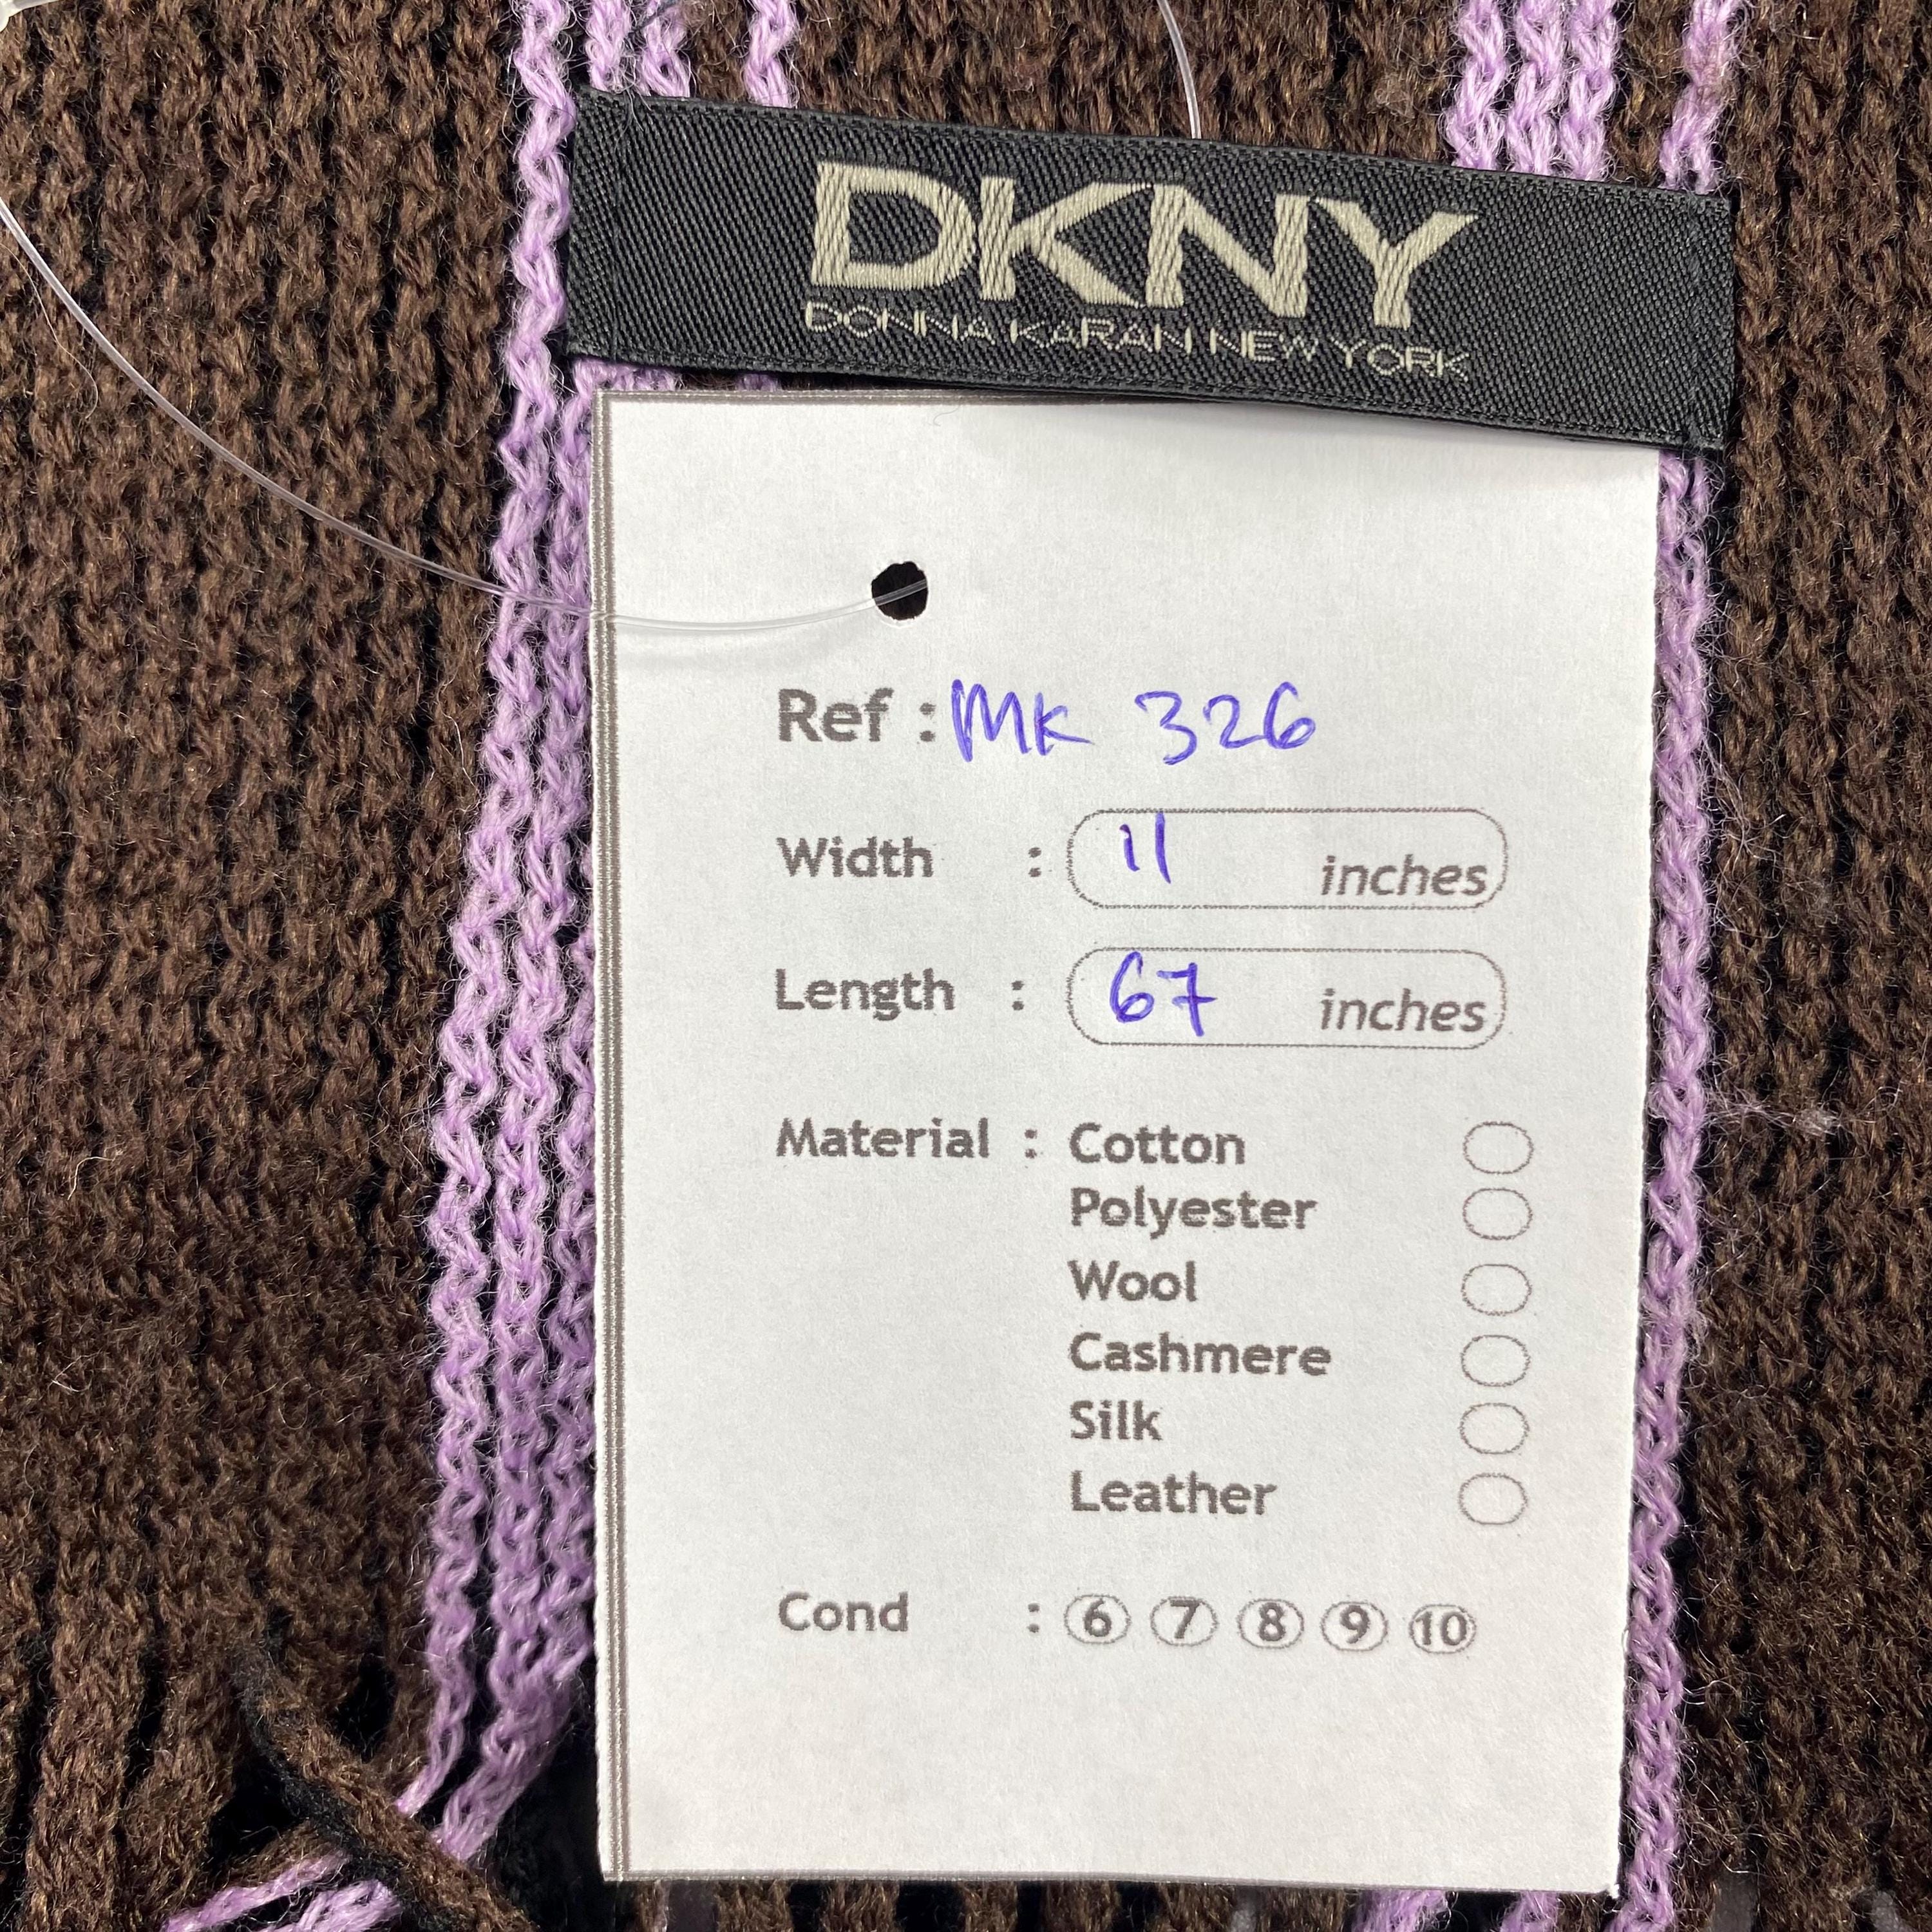 DKNY
DONNA KARAN NEW YORK
Ref : MK 326
Width : 11 inches
Length : 67 inches
Material : Cotton
Polyester
Wool
Cashmere
Silk
Leather
Cond : 6 7 8 9 10